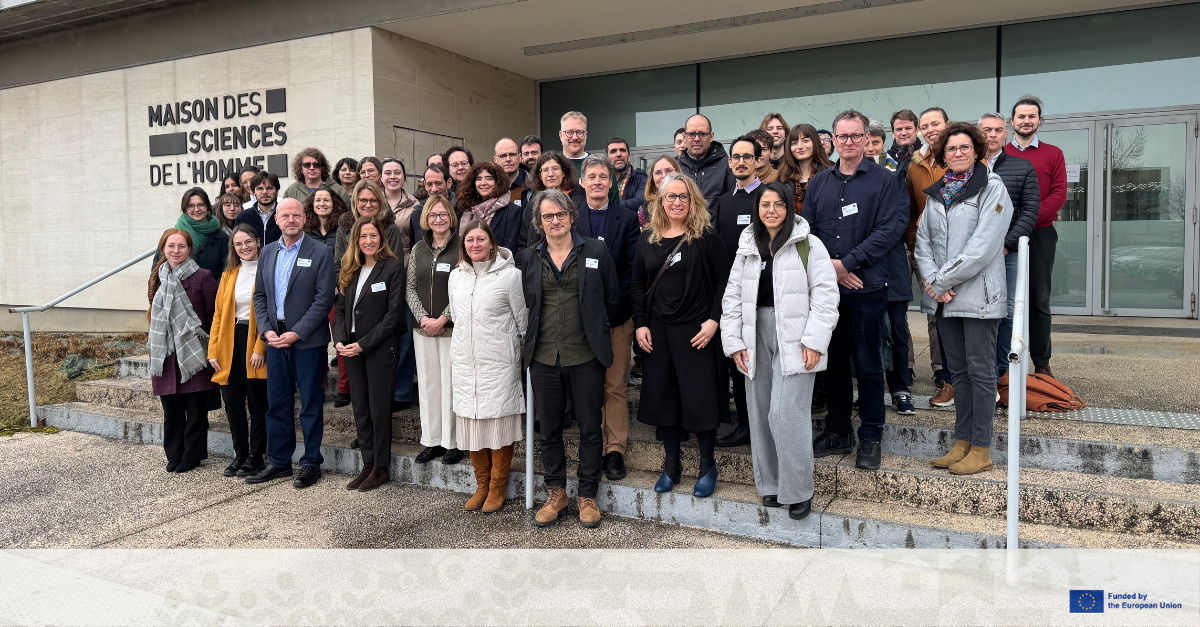 MAISON DES
SCIENCES
DE L'HOMME
Funded by
the European Union